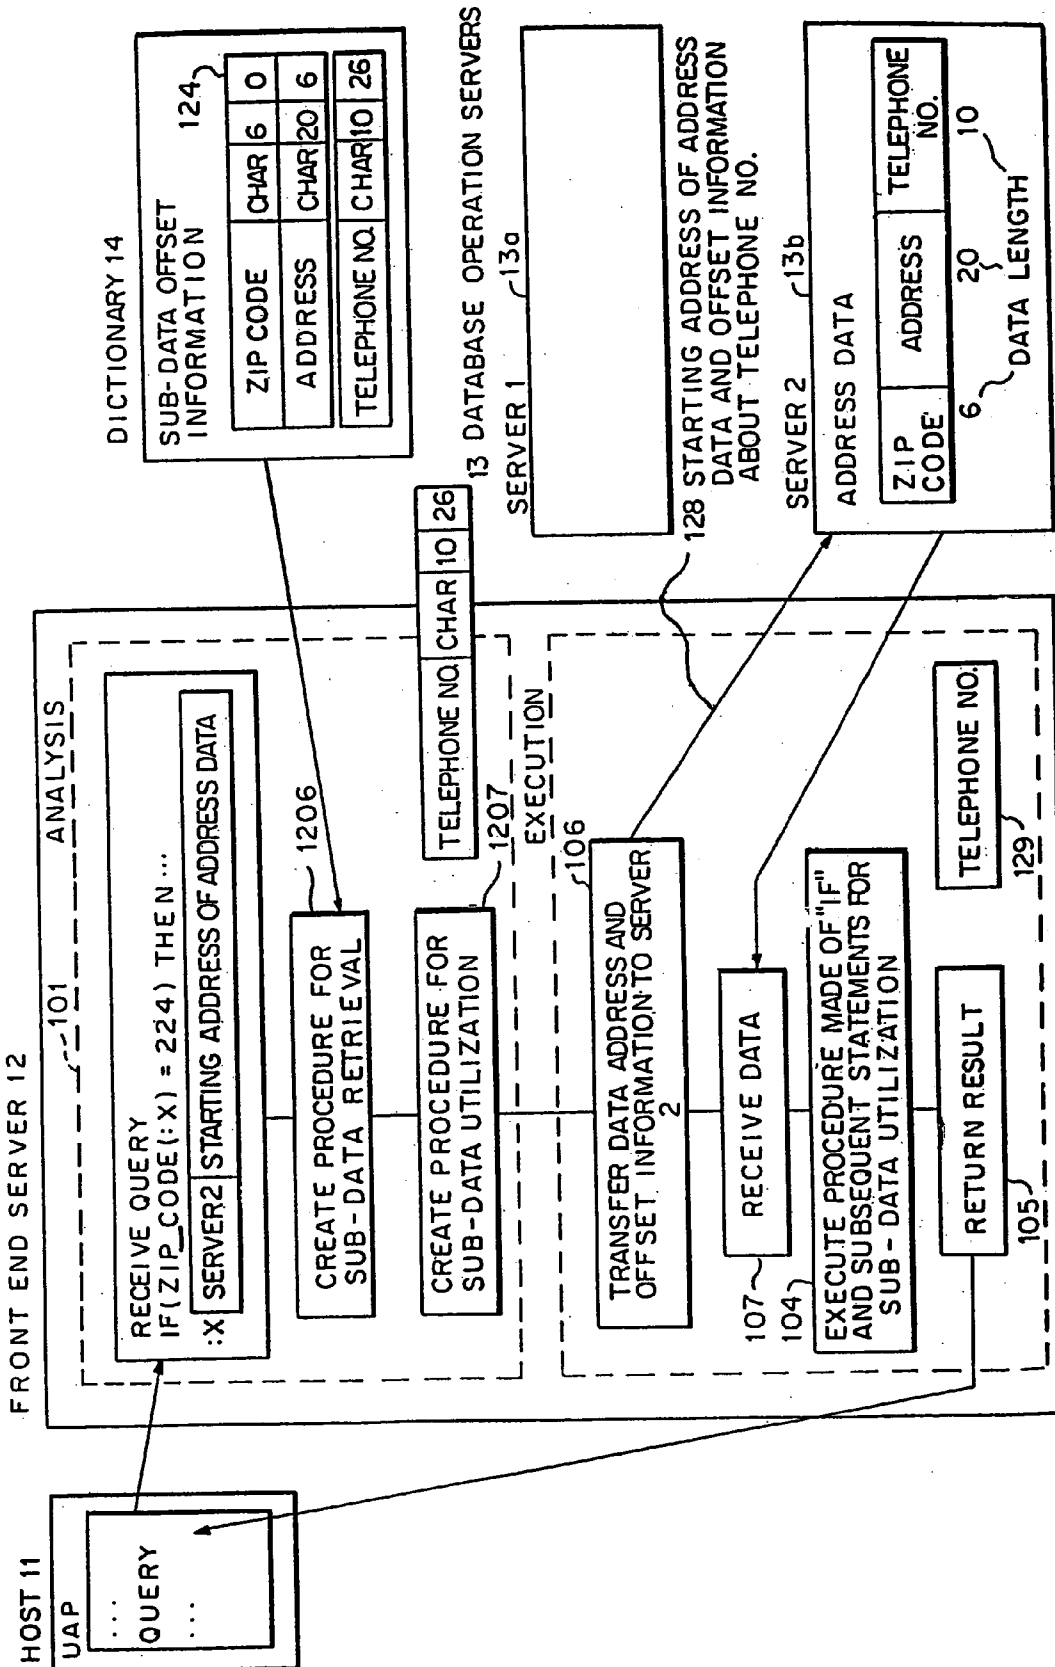 HOST 11
UAP
...
QUERY
...
FRONT END SERVER 12
101
ANALYSIS
RECEIVE QUERY
IF(ZIP_CODE(:X) = 224) THEN ...
:X SERVER2 STARTING ADDRESS OF ADDRESS DATA
1206
CREATE PROCEDURE FOR
SUB-DATA RETRIEVAL
CREATE PROCEDURE FOR
SUB-DATA UTILIZATION
1207
TELEPHONE NO. CHAR 10 26
EXECUTION
106
TRANSFER DATA ADDRESS AND
OFFSET INFORMATION TO SERVER
2
RECEIVE DATA
107
104
EXECUTE PROCEDURE MADE OF "IF"
AND SUBSEQUENT STATEMENTS FOR
SUB-DATA UTILIZATION
RETURN RESULT
105
TELEPHONE NO.
129
DICTIONARY 14
SUB-DATA OFFSET
INFORMATION
124
ZIP CODE CHAR 6 0
ADDRESS CHAR 20 6
TELEPHONE NO. CHAR 10 26
13 DATABASE OPERATION SERVERS
SERVER 1
13a
128 STARTING ADDRESS OF ADDRESS
DATA AND OFFSET INFORMATION
ABOUT TELEPHONE NO.
SERVER 2
13b
ADDRESS DATA
ZIP
CODE
ADDRESS
TELEPHONE
NO.
6 20 10
DATA LENGTH